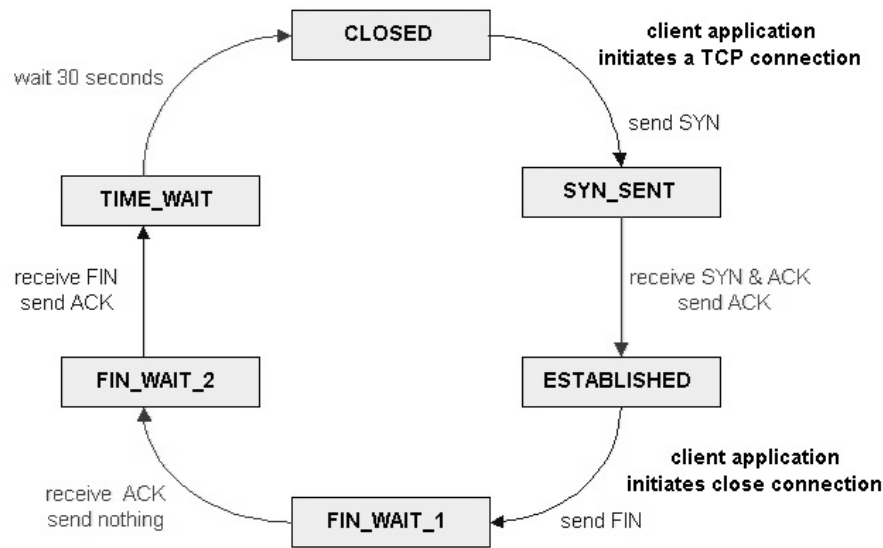 CLOSED
client application
initiates a TCP connection
wait 30 seconds
send SYN
TIME_WAIT
SYN_SENT
receive FIN
send ACK
receive SYN & ACK
send ACK
FIN_WAIT_2
ESTABLISHED
client application
initiates close connection
receive ACK
send nothing
FIN_WAIT_1
send FIN